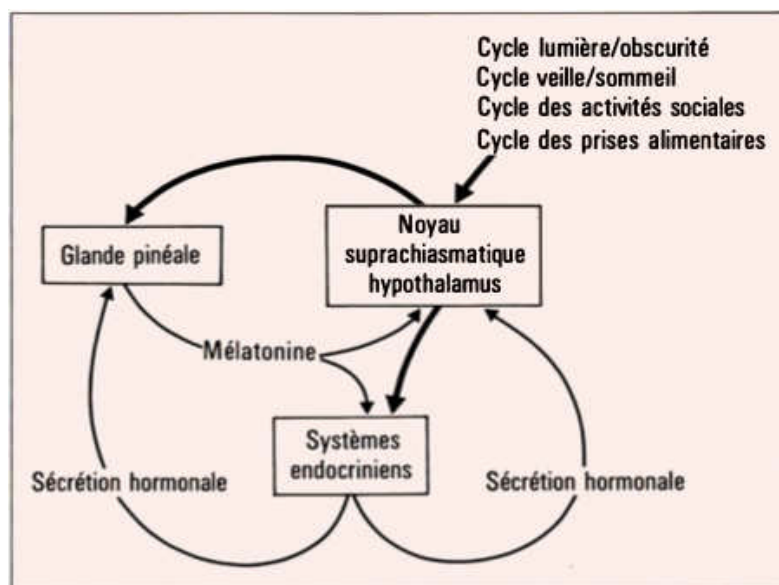 Cycle lumière/obscurité
Cycle veille/sommeil
Cycle des activités sociales
Cycle des prises alimentaires
Glande pinéale
Noyau
suprachiasmatique
hypothalamus
Mélatonine
Systèmes
endocriniens
Sécrétion hormonale
Sécrétion hormonale